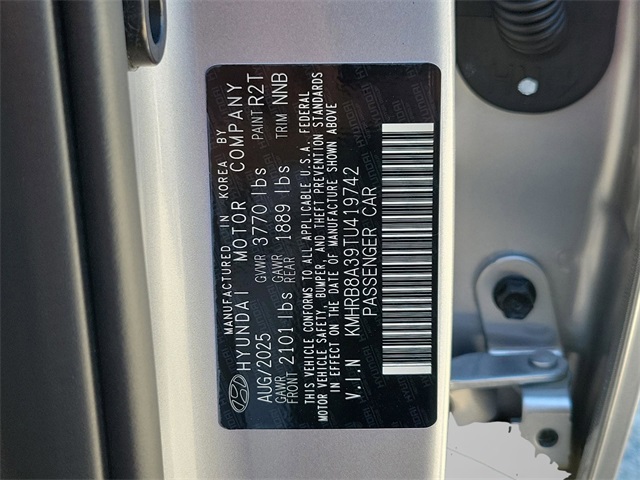 MANUFACTURED IN KOREA BY
HYUNDAI MOTOR COMPANY
AUG/2025 GVWR 3770 lbs PAINT R2T
GAWR FRONT 2101 lbs GAWR REAR 1889 lbs TRIM NNB
THIS VEHICLE CONFORMS TO ALL APPLICABLE U.S.A. FEDERAL
MOTOR VEHICLE SAFETY, BUMPER, AND THEFT PREVENTION STANDARDS
IN EFFECT ON THE DATE OF MANUFACTURE SHOWN ABOVE
V.I.N KMHRB8A39TU419742
PASSENGER CAR